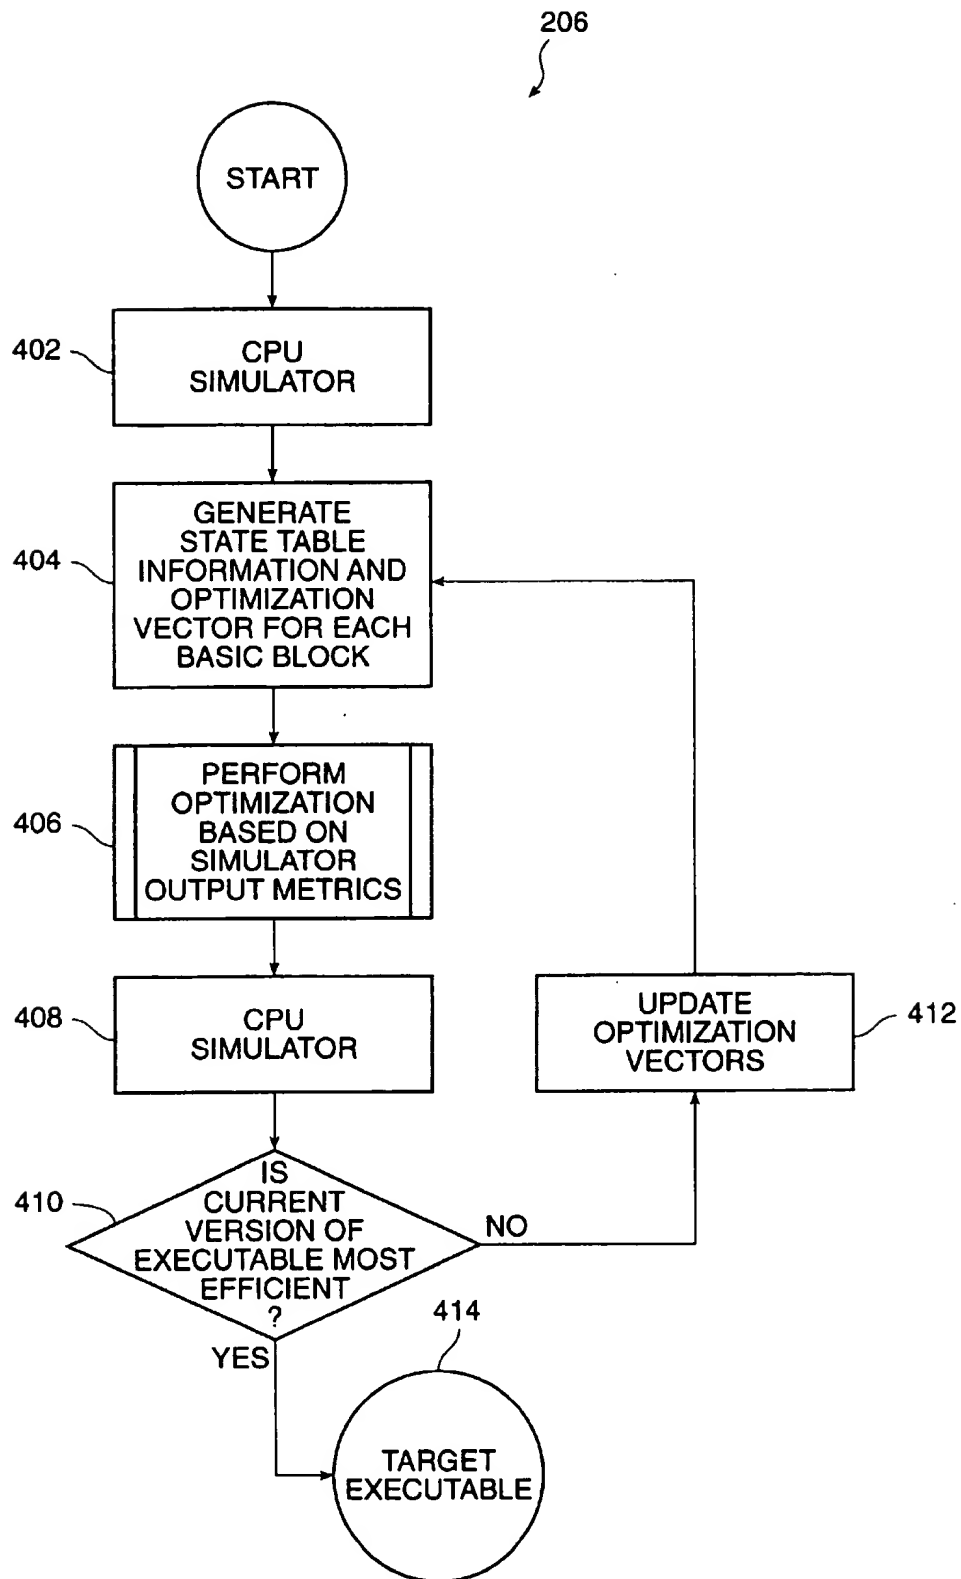 206
START
402
CPU
SIMULATOR
404
GENERATE
STATE TABLE
INFORMATION AND
OPTIMIZATION
VECTOR FOR EACH
BASIC BLOCK
406
PERFORM
OPTIMIZATION
BASED ON
SIMULATOR
OUTPUT METRICS
408
CPU
SIMULATOR
UPDATE
OPTIMIZATION
VECTORS
412
410
IS
CURRENT
VERSION OF
EXECUTABLE MOST
EFFICIENT
?
NO
YES
414
TARGET
EXECUTABLE